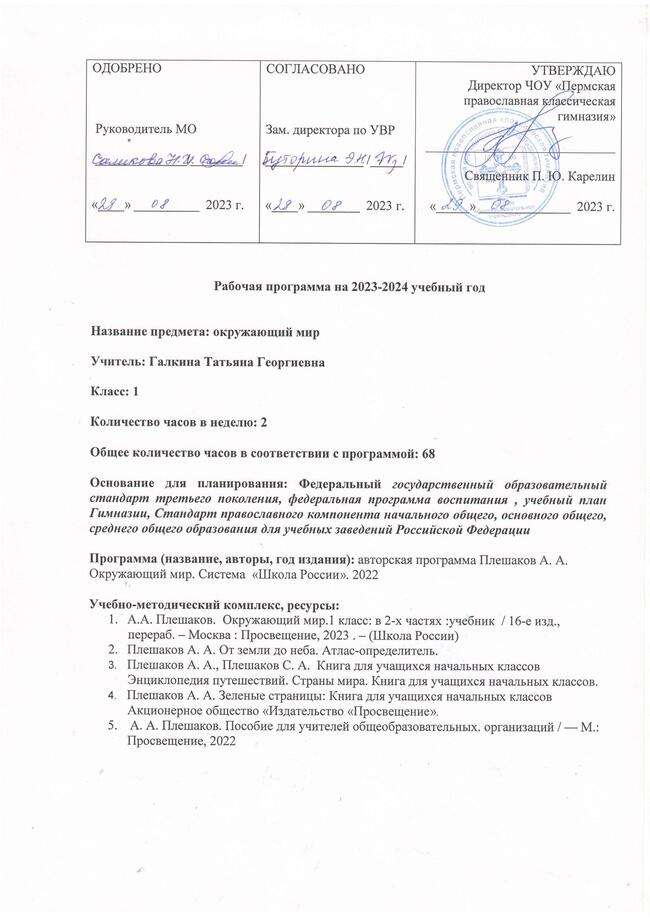 ОДОБРЕНО
Руководитель МО
«29» 08 2023 г.
СОГЛАСОВАНО
Зам. директора по УВР
Буторина Э.Н.
«29» 08 2023 г.
УТВЕРЖДАЮ
Директор ЧОУ «Пермская
православная классическая
гимназия»
Священник П. Ю. Карелин
«29» 08 2023 г.
Рабочая программа на 2023-2024 учебный год
Название предмета: окружающий мир
Учитель: Галкина Татьяна Георгиевна
Класс: 1
Количество часов в неделю: 2
Общее количество часов в соответствии с программой: 68
Основание для планирования: Федеральный государственный образовательный
стандарт третьего поколения, федеральная программа воспитания , учебный план
Гимназии, Стандарт православного компонента начального общего, основного общего,
среднего общего образования для учебных заведений Российской Федерации
Программа (название, авторы, год издания): авторская программа Плешаков А. А.
Окружающий мир. Система «Школа России». 2022
Учебно-методический комплекс, ресурсы:
1. А.А. Плешаков. Окружающий мир.1 класс: в 2-х частях :учебник / 16-е изд.,
перераб. – Москва : Просвещение, 2023 . – (Школа России)
2. Плешаков А. А. От земли до неба. Атлас-определитель.
3. Плешаков А. А., Плешаков С. А. Книга для учащихся начальных классов
Энциклопедия путешествий. Страны мира. Книга для учащихся начальных классов.
4. Плешаков А. А. Зеленые страницы: Книга для учащихся начальных классов
Акционерное общество «Издательство «Просвещение».
5. А. А. Плешаков. Пособие для учителей общеобразовательных. организаций / — М.:
Просвещение, 2022